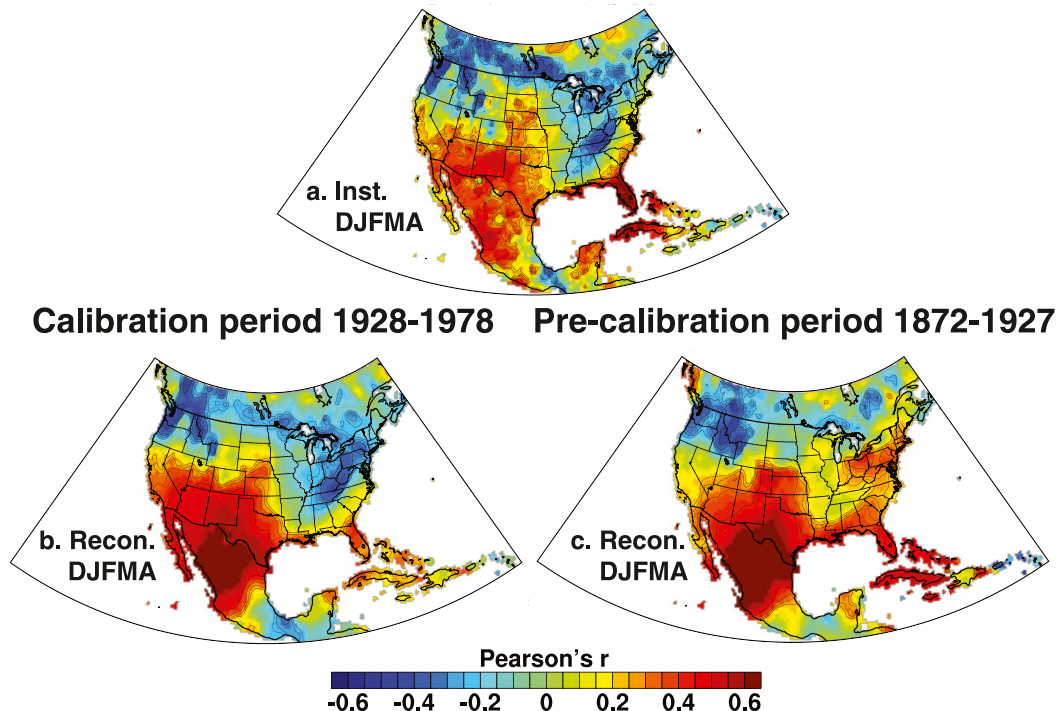 a. Inst.
DJFMA
Calibration period 1928-1978
Pre-calibration period 1872-1927
b. Recon.
DJFMA
c. Recon.
DJFMA
Pearson's r
-0.6 -0.4 -0.2 0 0.2 0.4 0.6